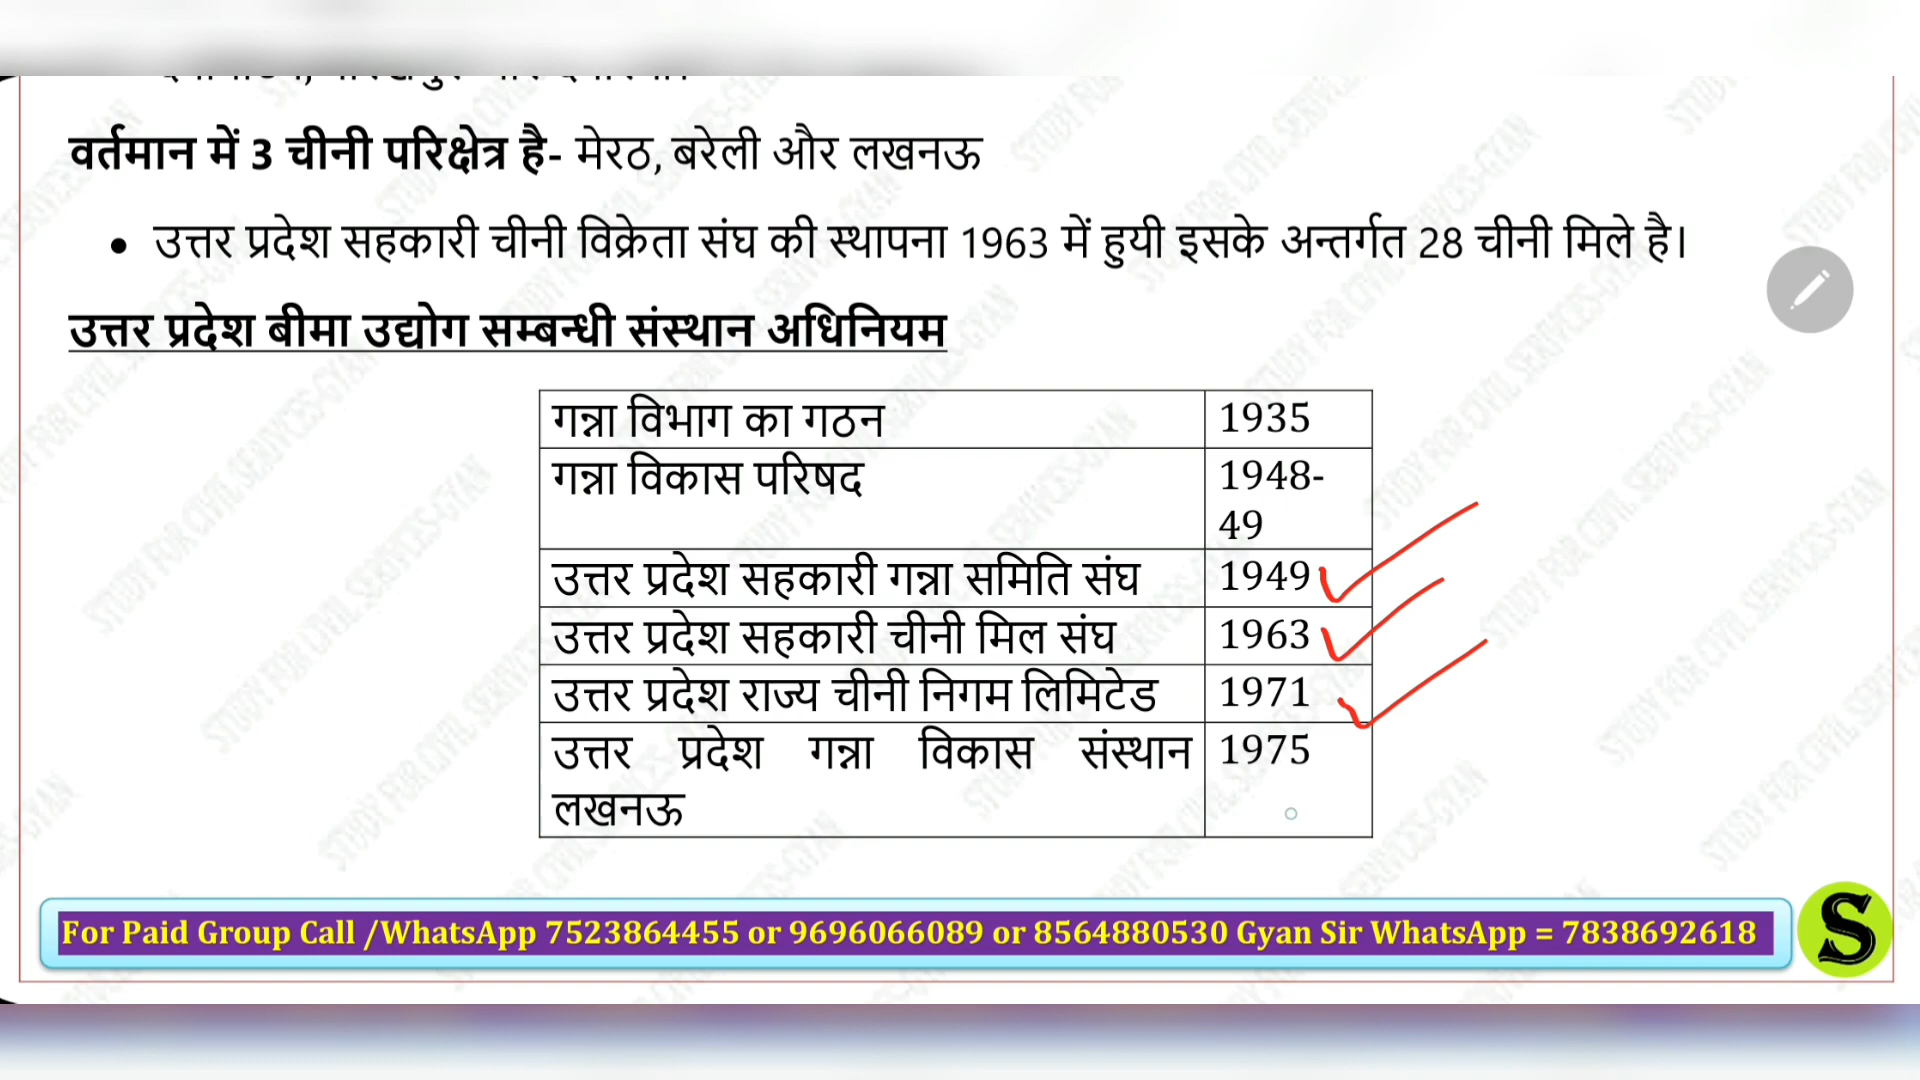 वर्तमान में 3 चीनी परिक्षेत्र है- मेरठ, बरेली और लखनऊ
• उत्तर प्रदेश सहकारी चीनी विक्रेता संघ की स्थापना 1963 में हुयी इसके अन्तर्गत 28 चीनी मिले है।
उत्तर प्रदेश बीमा उद्योग सम्बन्धी संस्थान अधिनियम
गन्ना विभाग का गठन 1935
गन्ना विकास परिषद 1948-
49
उत्तर प्रदेश सहकारी गन्ना समिति संघ 1949
उत्तर प्रदेश सहकारी चीनी मिल संघ 1963
उत्तर प्रदेश राज्य चीनी निगम लिमिटेड 1971
उत्तर प्रदेश गन्ना विकास संस्थान 1975
लखनऊ
For Paid Group Call /WhatsApp 7523864455 or 9696066089 or 8564880530 Gyan Sir WhatsApp = 7838692618
S